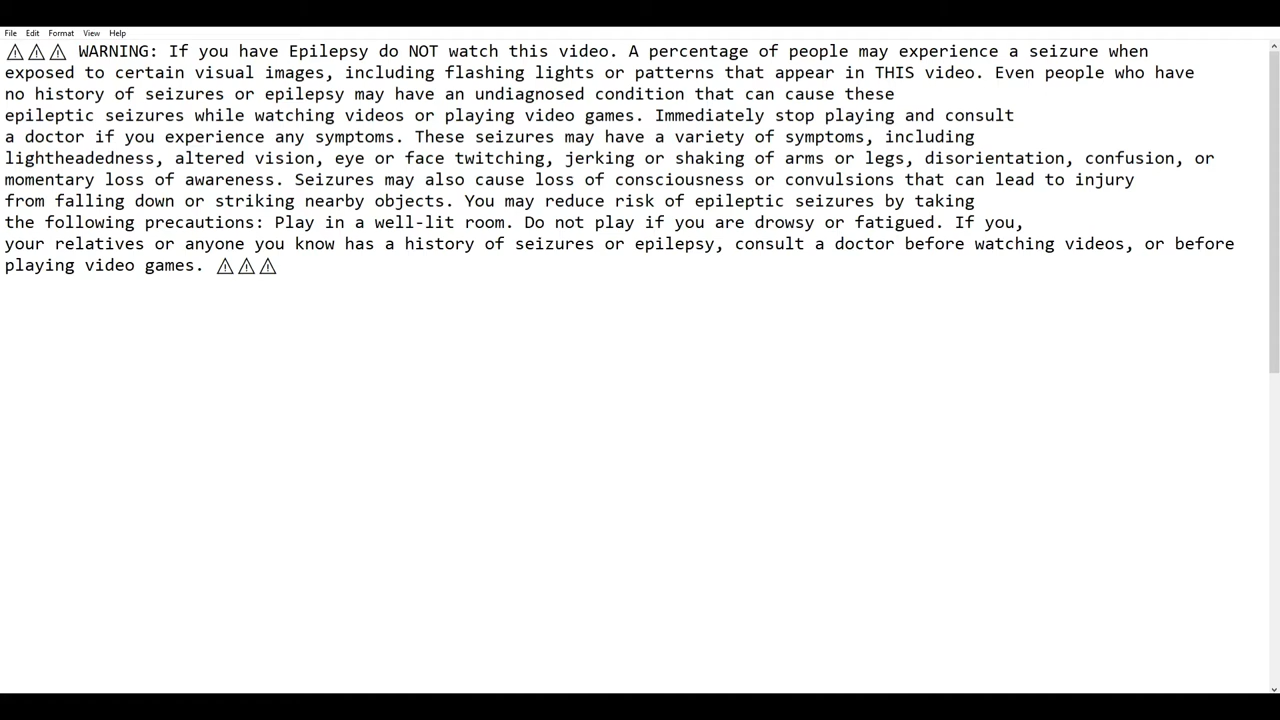 File Edit Format View Help
⚠⚠⚠ WARNING: If you have Epilepsy do NOT watch this video. A percentage of people may experience a seizure when
exposed to certain visual images, including flashing lights or patterns that appear in THIS video. Even people who have
no history of seizures or epilepsy may have an undiagnosed condition that can cause these
epileptic seizures while watching videos or playing video games. Immediately stop playing and consult
a doctor if you experience any symptoms. These seizures may have a variety of symptoms, including
lightheadedness, altered vision, eye or face twitching, jerking or shaking of arms or legs, disorientation, confusion, or
momentary loss of awareness. Seizures may also cause loss of consciousness or convulsions that can lead to injury
from falling down or striking nearby objects. You may reduce risk of epileptic seizures by taking
the following precautions: Play in a well-lit room. Do not play if you are drowsy or fatigued. If you,
your relatives or anyone you know has a history of seizures or epilepsy, consult a doctor before watching videos, or before
playing video games. ⚠⚠⚠